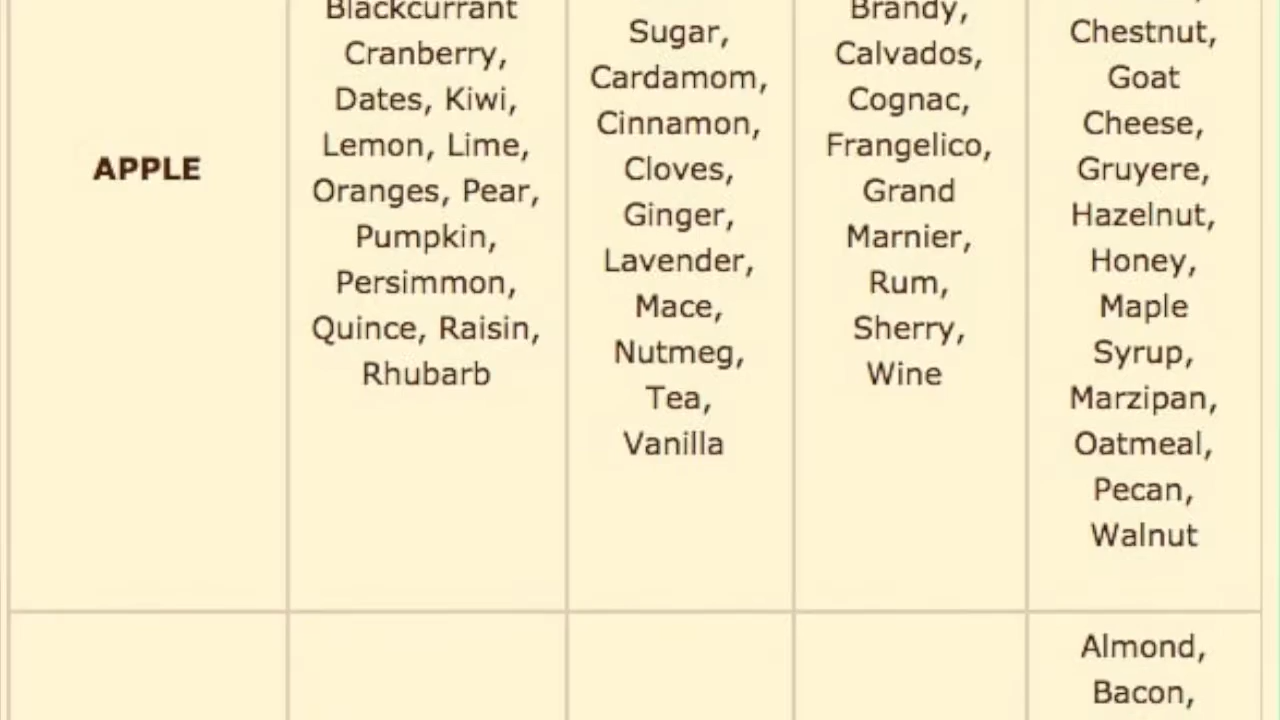 APPLE
Blackcurrant
Cranberry,
Dates, Kiwi,
Lemon, Lime,
Oranges, Pear,
Pumpkin,
Persimmon,
Quince, Raisin,
Rhubarb
Sugar,
Cardamom,
Cinnamon,
Cloves,
Ginger,
Lavender,
Mace,
Nutmeg,
Tea,
Vanilla
Brandy,
Calvados,
Cognac,
Frangelico,
Grand
Marnier,
Rum,
Sherry,
Wine
Chestnut,
Goat
Cheese,
Gruyere,
Hazelnut,
Honey,
Maple
Syrup,
Marzipan,
Oatmeal,
Pecan,
Walnut
Almond,
Bacon,